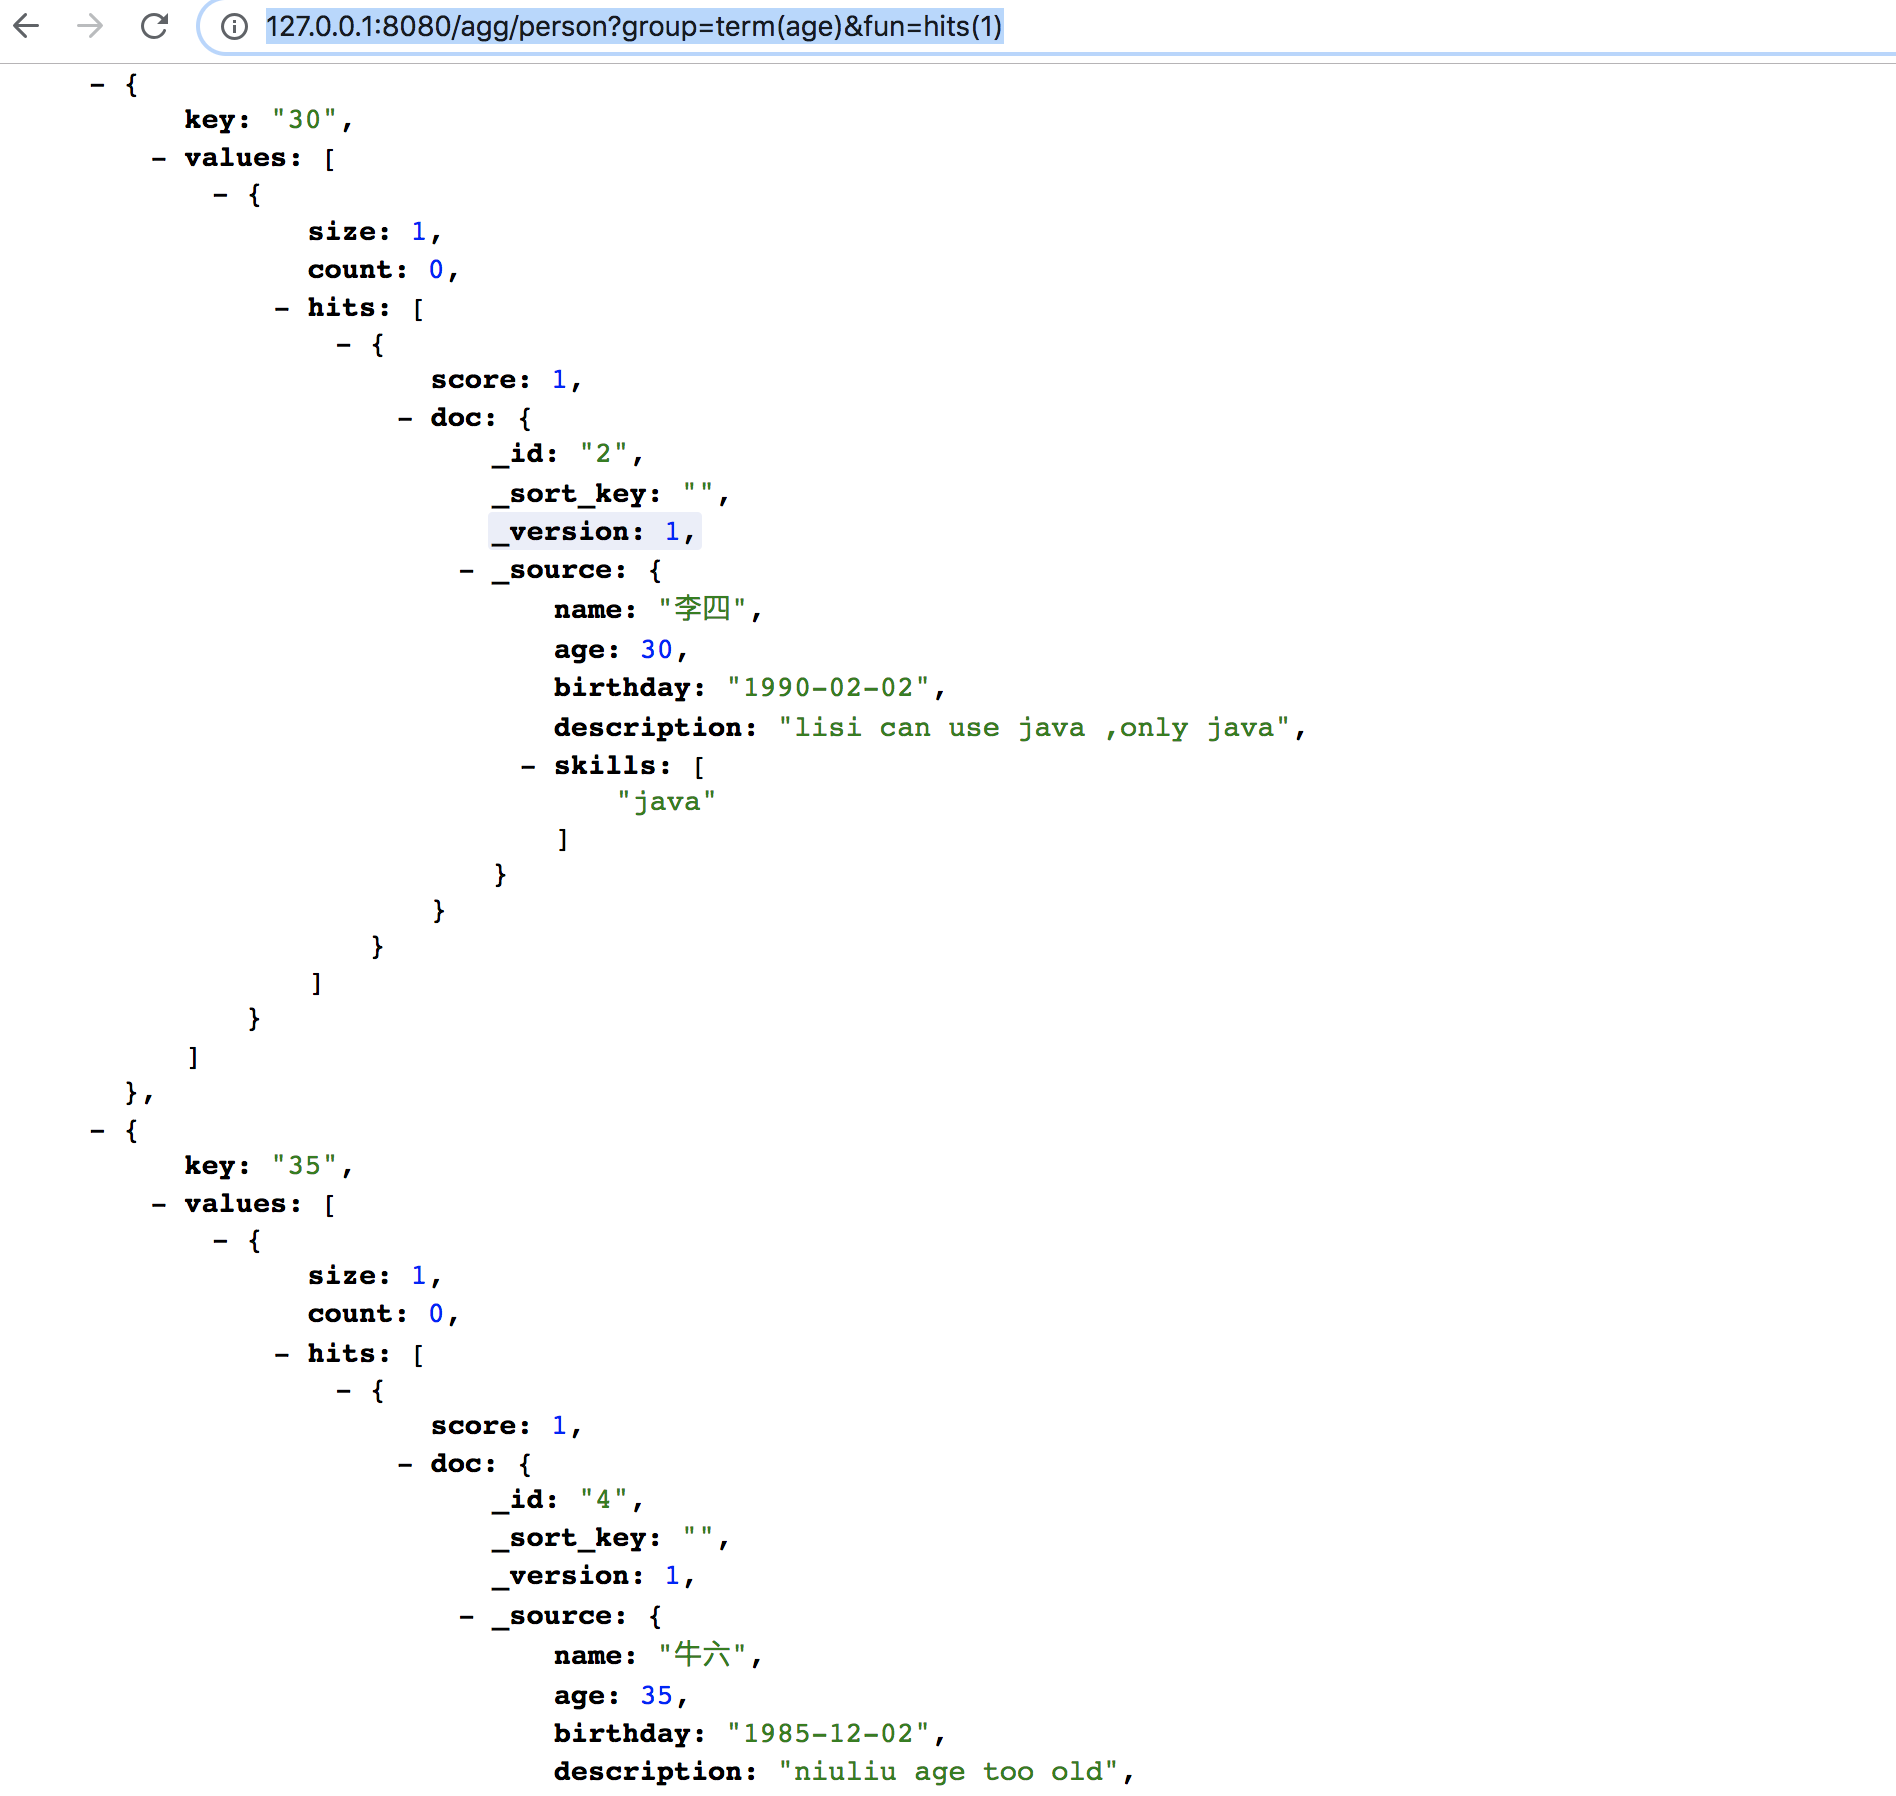 127.0.0.1:8080/agg/person?group=term(age)&fun=hits(1)
- {
key: "30",
- values: [
- {
size: 1,
count: 0,
- hits: [
- {
score: 1,
- doc: {
_id: "2",
_sort_key: "",
_version: 1,
- _source: {
name: "李四",
age: 30,
birthday: "1990-02-02",
description: "lisi can use java ,only java",
- skills: [
"java"
]
}
}
}
]
}
]
},
- {
key: "35",
- values: [
- {
size: 1,
count: 0,
- hits: [
- {
score: 1,
- doc: {
_id: "4",
_sort_key: "",
_version: 1,
- _source: {
name: "牛六",
age: 35,
birthday: "1985-12-02",
description: "niuliu age too old",